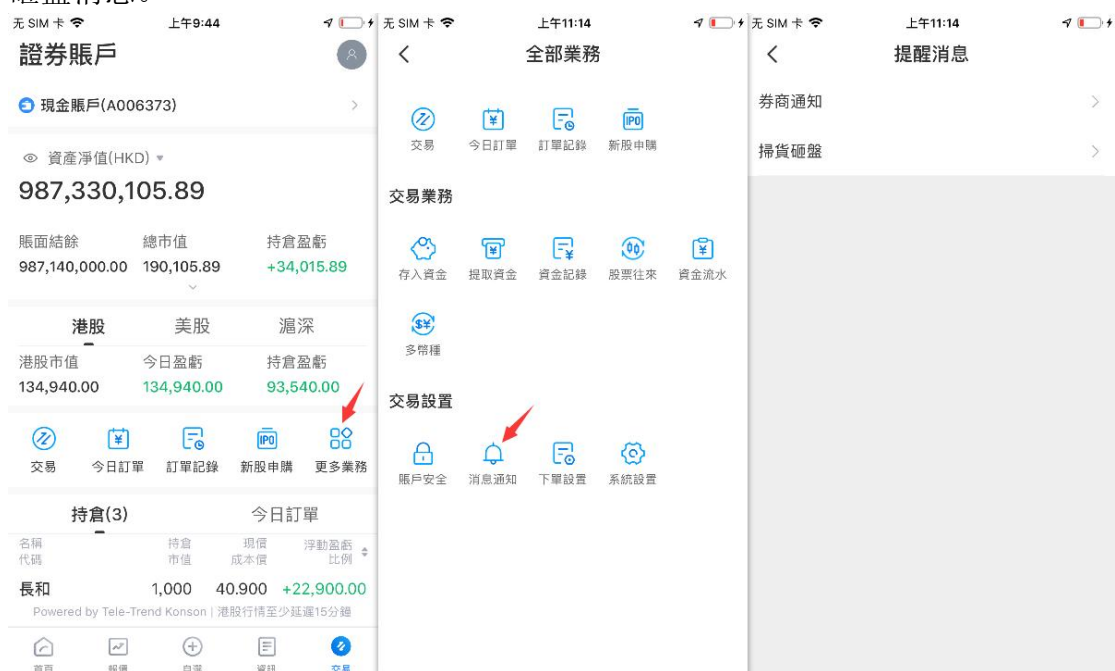 无 SIM 卡
上午9:44
證券賬戶
現金賬戶(A006373)
資產淨值(HKD)
987,330,105.89
賬面結餘 總市值 持倉盈虧
987,140,000.00 190,105.89 +34,015.89
港股 美股 滬深
港股市值 今日盈虧 持倉盈虧
134,940.00 134,940.00 93,540.00
交易 今日訂單 訂單記錄 新股申購 更多業務
持倉(3) 今日訂單
名稱 持倉 現價 浮動盈虧
代碼 市值 成本價 比例
長和 1,000 40.900 +22,900.00
Powered by Tele-Trend Konson | 港股行情至少延遲15分鐘
无 SIM 卡
上午11:14
全部業務
交易 今日訂單 訂單記錄 新股申購
交易業務
存入資金 提取資金 資金記錄 股票往來 資金流水
多幣種
交易設置
賬戶安全 消息通知 下單設置 系統設置
无 SIM 卡
上午11:14
提醒消息
券商通知
掃貨砸盤